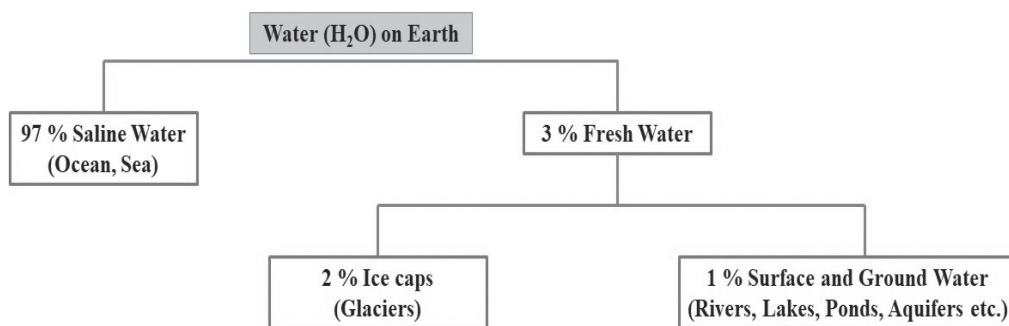 Water (H₂O) on Earth
97 % Saline Water
(Ocean, Sea)
3 % Fresh Water
2 % Ice caps
(Glaciers)
1 % Surface and Ground Water
(Rivers, Lakes, Ponds, Aquifers etc.)